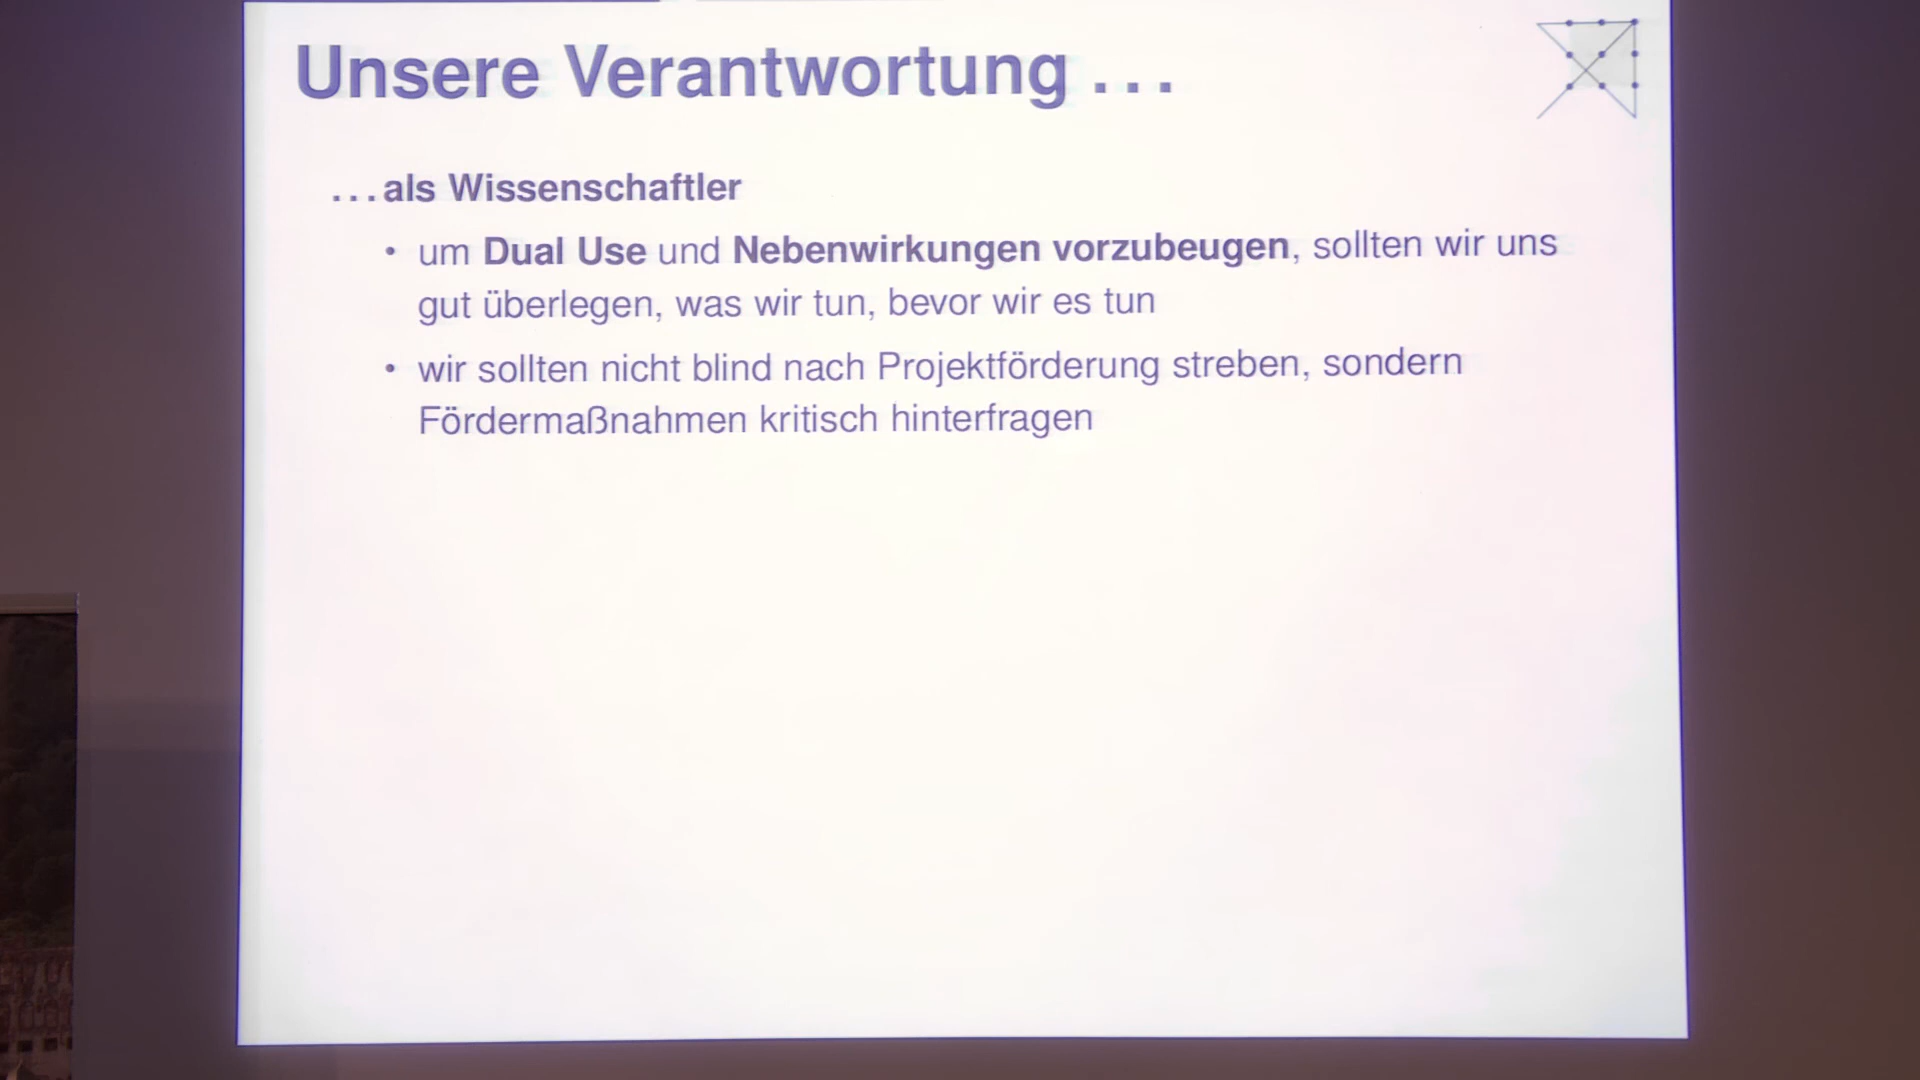 Unsere Verantwortung ...
...als Wissenschaftler
• um Dual Use und Nebenwirkungen vorzubeugen, sollten wir uns
gut überlegen, was wir tun, bevor wir es tun
• wir sollten nicht blind nach Projektförderung streben, sondern
Fördermaßnahmen kritisch hinterfragen